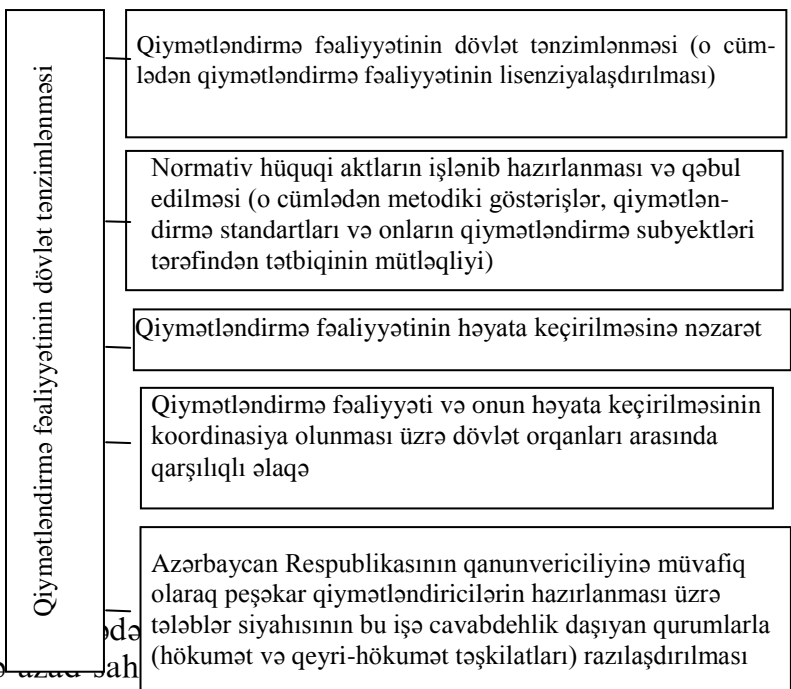 Qiymətləndirmə fəaliyyətinin dövlət tənzimlənməsi
Qiymətləndirmə fəaliyyətinin dövlət tənzimlənməsi (o cüm-
lədən qiymətləndirmə fəaliyyətinin lisenziyalaşdırılması)
Normativ hüquqi aktların işlənib hazırlanması və qəbul
edilməsi (o cümlədən metodiki göstərişlər, qiymətlən-
dirmə standartları və onların qiymətləndirmə subyektləri
tərəfindən tətbiqinin mütləqliyi)
Qiymətləndirmə fəaliyyətinin həyata keçirilməsinə nəzarət
Qiymətləndirmə fəaliyyəti və onun həyata keçirilməsinin
koordinasiya olunması üzrə dövlət orqanları arasında
qarşılıqlı əlaqə
Azərbaycan Respublikasının qanunvericiliyinə müvafiq
olaraq peşəkar qiymətləndiricilərin hazırlanması üzrə
tələblər siyahısının bu işə cavabdehlik daşıyan qurumlarla
(hökumət və qeyri-hökumət təşkilatları) razılaşdırılması